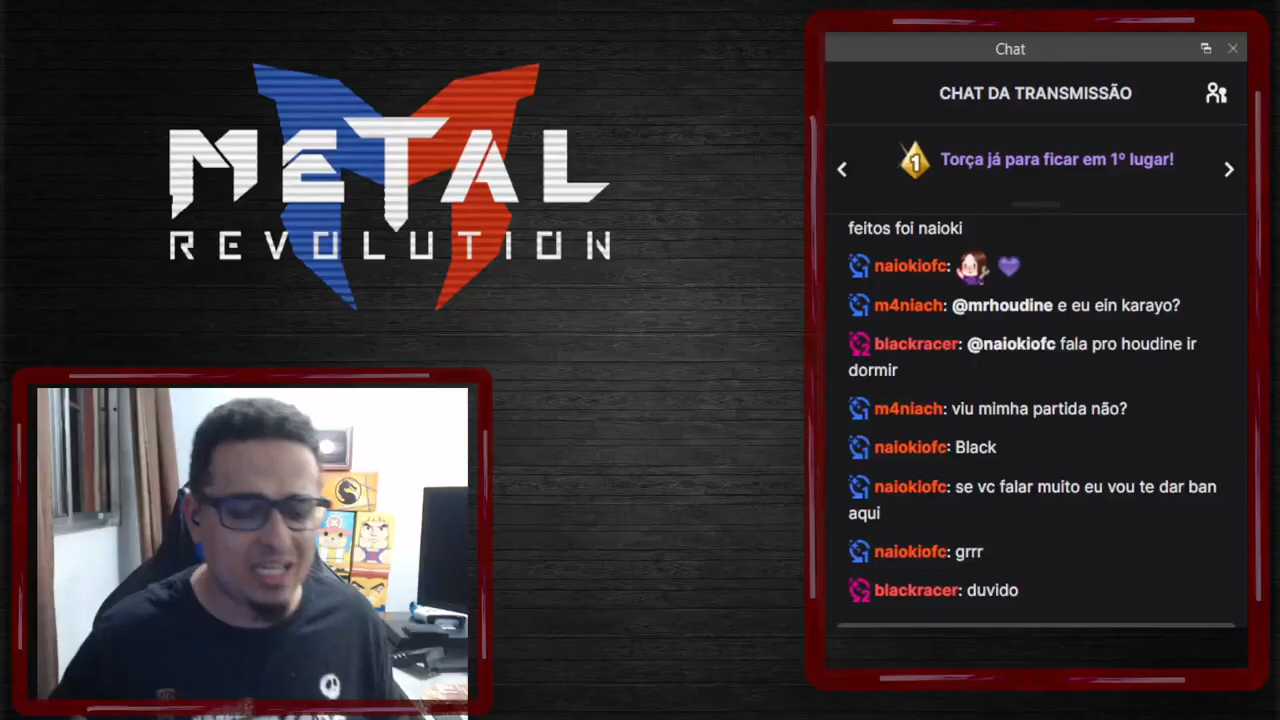 METAL
REVOLUTION
Chat
CHAT DA TRANSMISSÃO
1
Torça já para ficar em 1º lugar!
feitos foi naioki
naiokiofc:
m4niach: @mrhoudine e eu ein karayo?
blackracer: @naiokiofc fala pro houdine ir
dormir
m4niach: viu mimha partida não?
naiokiofc: Black
naiokiofc: se vc falar muito eu vou te dar ban
aqui
naiokiofc: grrr
blackracer: duvido